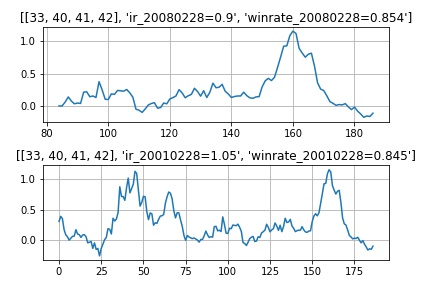 [[33, 40, 41, 42], 'ir_20080228=0.9', 'winrate_20080228=0.854']
1.0
0.5
0.0
80 100 120 140 160 180
[[33, 40, 41, 42], 'ir_20010228=1.05', 'winrate_20010228=0.845']
1.0
0.5
0.0
0 25 50 75 100 125 150 175